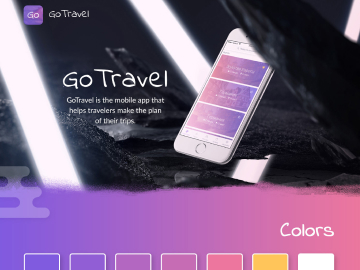 Go GoTravel
GoTravel
GoTravel is the mobile app that
helps travelers make the plan
of their trips
Colors